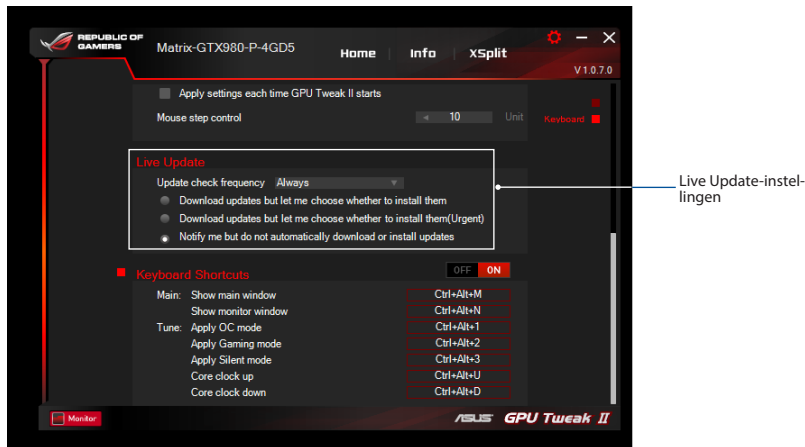 REPUBLIC OF
GAMERS
Matrix-GTX980-P-4GD5
Home Info XSplit
V 1.0.7.0
Apply settings each time GPU Tweak II starts
Mouse step control 10 Unit
Keyboard
Live Update
Update check frequency Always
Download updates but let me choose whether to install them
Download updates but let me choose whether to install them(Urgent)
Notify me but do not automatically download or install updates
Live Update-instel-
lingen
Keyboard Shortcuts OFF ON
Main: Show main window Ctrl+Alt+M
Show monitor window Ctrl+Alt+N
Tune: Apply OC mode Ctrl+Alt+1
Apply Gaming mode Ctrl+Alt+2
Apply Silent mode Ctrl+Alt+3
Core clock up Ctrl+Alt+U
Core clock down Ctrl+Alt+D
Monitor
ASUS GPU Tweak II